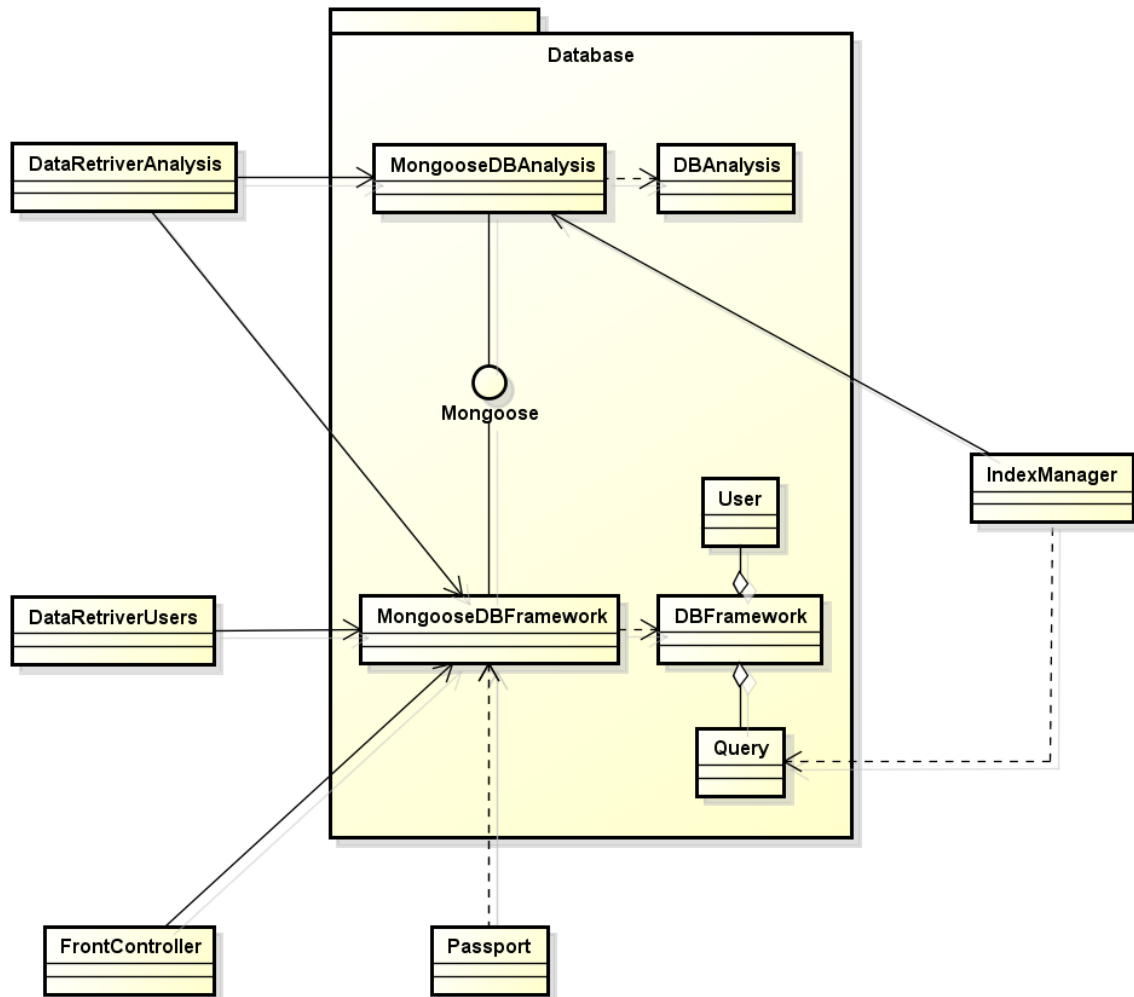 Database
DataRetriverAnalysis
MongooseDBAnalysis
DBAnalysis
Mongoose
IndexManager
User
DataRetriverUsers
MongooseDBFramework
DBFramework
Query
FrontController
Passport